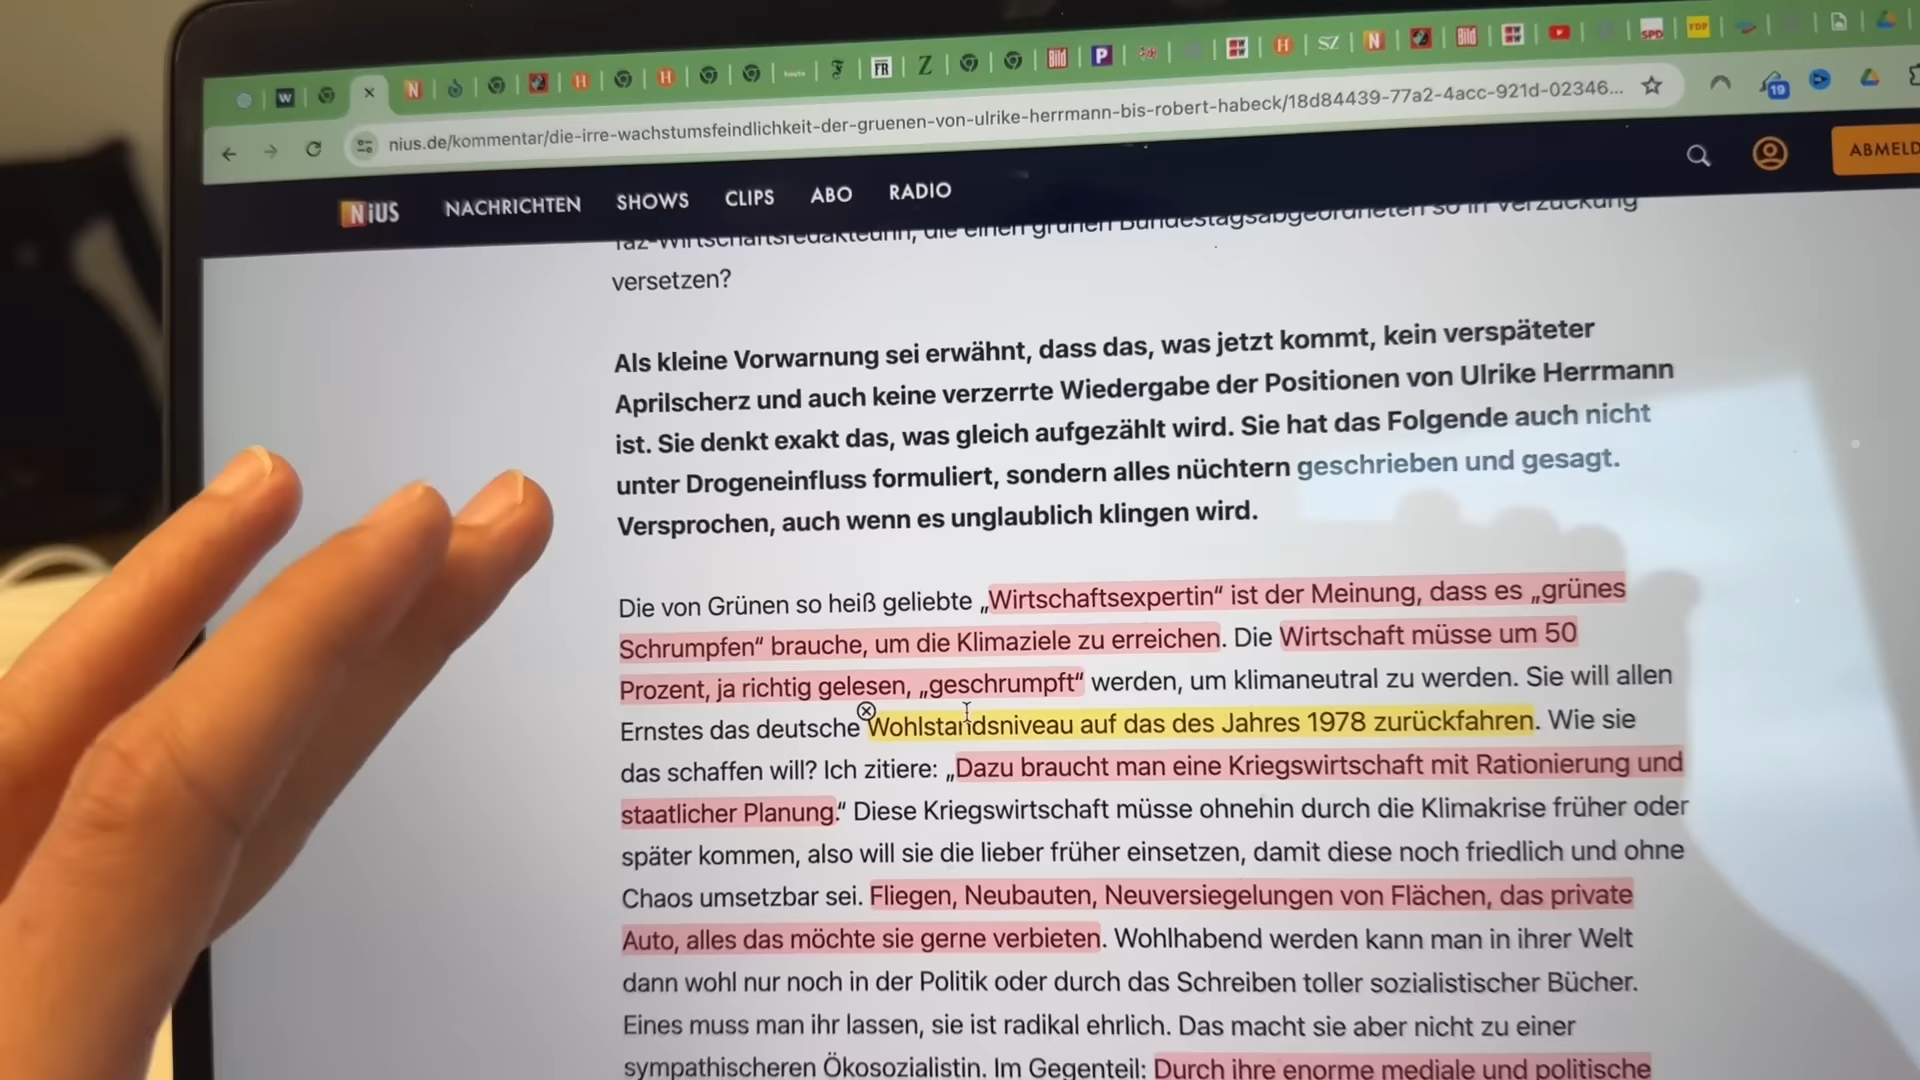 nius.de/kommentar/die-irre-wachstumsfeindlichkeit-der-gruenen-von-ulrike-herrmann-bis-robert-habeck/18d84439-77a2-4acc-921d-02346...
19
NiUS NACHRICHTEN SHOWS CLIPS ABO RADIO ABMELD
Taz-Wirtschaftsredakteurin, die einen grünen Bundestagsabgeordneten so in Verzückung
versetzen?
Als kleine Vorwarnung sei erwähnt, dass das, was jetzt kommt, kein verspäteter
Aprilscherz und auch keine verzerrte Wiedergabe der Positionen von Ulrike Herrmann
ist. Sie denkt exakt das, was gleich aufgezählt wird. Sie hat das Folgende auch nicht
unter Drogeneinfluss formuliert, sondern alles nüchtern geschrieben und gesagt.
Versprochen, auch wenn es unglaublich klingen wird.
Die von Grünen so heiß geliebte „Wirtschaftsexpertin“ ist der Meinung, dass es „grünes
Schrumpfen“ brauche, um die Klimaziele zu erreichen. Die Wirtschaft müsse um 50
Prozent, ja richtig gelesen, „geschrumpft“ werden, um klimaneutral zu werden. Sie will allen
Ernstes das deutsche Wohlstandsniveau auf das des Jahres 1978 zurückfahren. Wie sie
das schaffen will? Ich zitiere: „Dazu braucht man eine Kriegswirtschaft mit Rationierung und
staatlicher Planung.“ Diese Kriegswirtschaft müsse ohnehin durch die Klimakrise früher oder
später kommen, also will sie die lieber früher einsetzen, damit diese noch friedlich und ohne
Chaos umsetzbar sei. Fliegen, Neubauten, Neuversiegelungen von Flächen, das private
Auto, alles das möchte sie gerne verbieten. Wohlhabend werden kann man in ihrer Welt
dann wohl nur noch in der Politik oder durch das Schreiben toller sozialistischer Bücher.
Eines muss man ihr lassen, sie ist radikal ehrlich. Das macht sie aber nicht zu einer
sympathischeren Ökosozialistin. Im Gegenteil: Durch ihre enorme mediale und politische